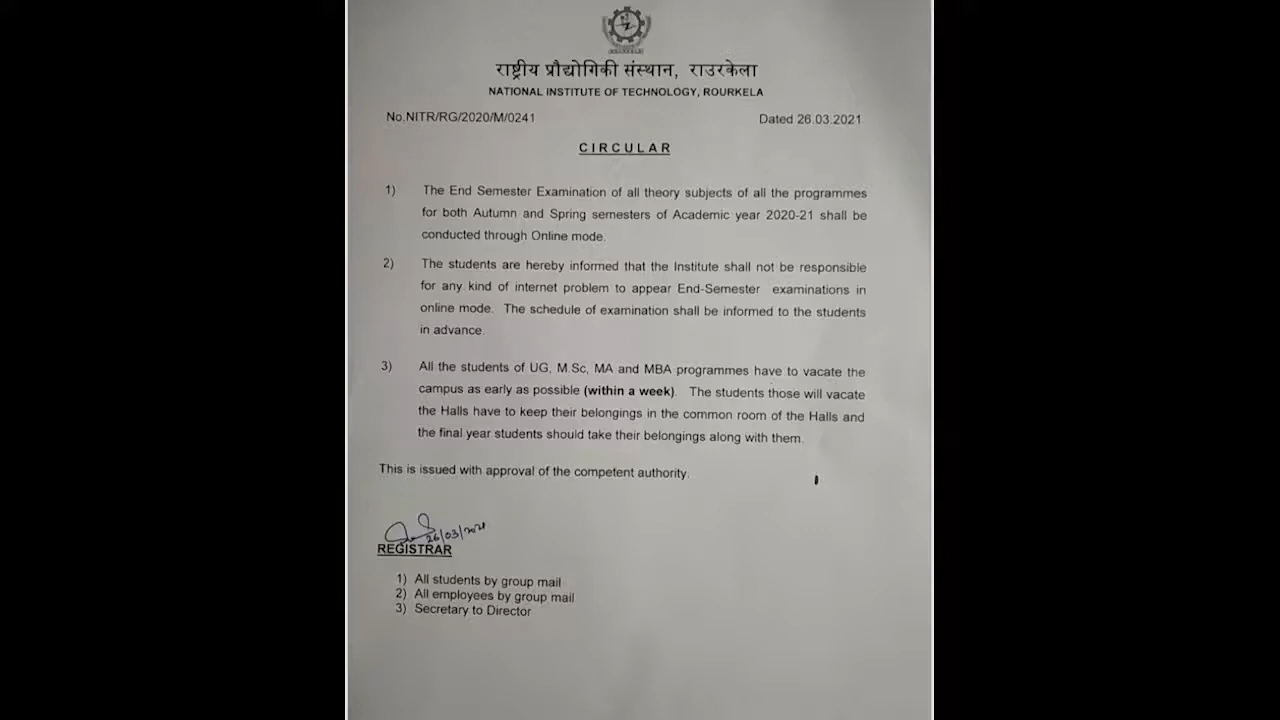 राष्ट्रीय प्रौद्योगिकी संस्थान, राउरकेला
NATIONAL INSTITUTE OF TECHNOLOGY, ROURKELA
No.NITR/RG/2020/M/0241 Dated 26.03.2021
CIRCULAR
1) The End Semester Examination of all theory subjects of all the programmes
for both Autumn and Spring semesters of Academic year 2020-21 shall be
conducted through Online mode.
2) The students are hereby informed that the Institute shall not be responsible
for any kind of internet problem to appear End-Semester examinations in
online mode. The schedule of examination shall be informed to the students
in advance.
3) All the students of UG, M.Sc, MA and MBA programmes have to vacate the
campus as early as possible (within a week). The students those will vacate
the Halls have to keep their belongings in the common room of the Halls and
the final year students should take their belongings along with them.
This is issued with approval of the competent authority.
26/03/2021
REGISTRAR
1) All students by group mail
2) All employees by group mail
3) Secretary to Director